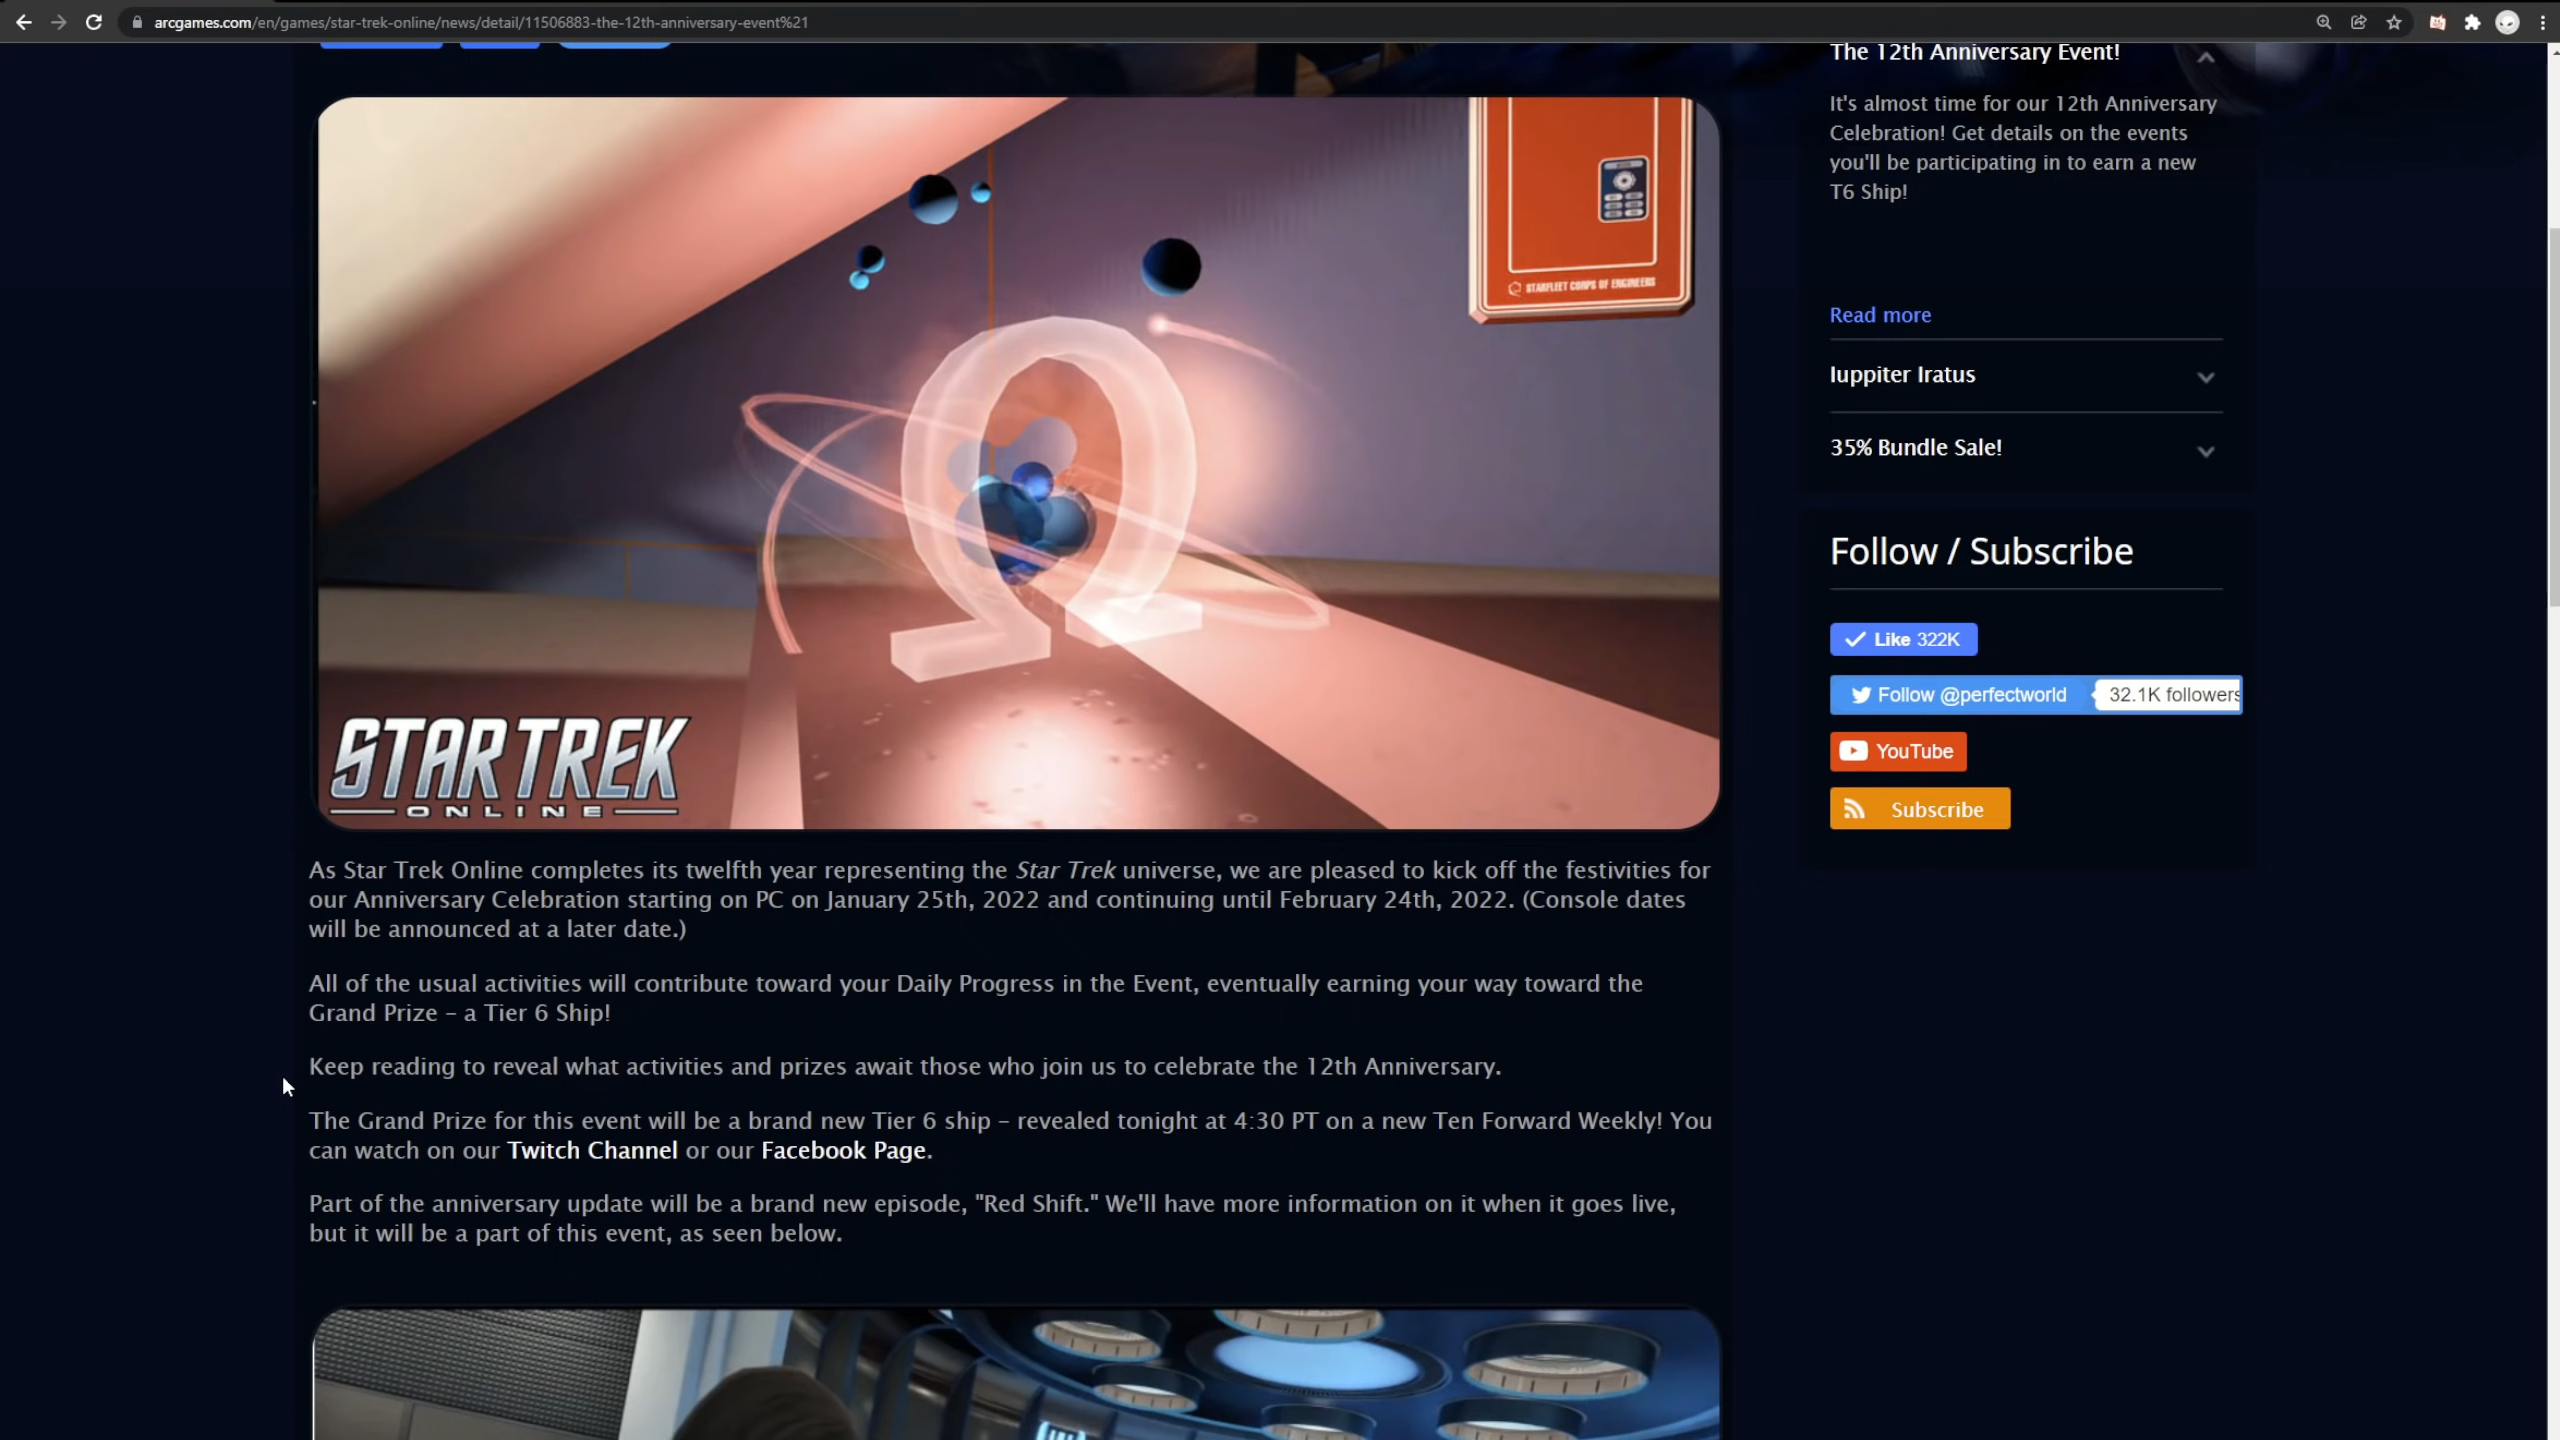 arcgames.com/en/games/star-trek-online/news/detail/11506883-the-12th-anniversary-event%21
STARFLEET CORPS OF ENGINEERS
STAR TREK
ONLINE
As Star Trek Online completes its twelfth year representing the Star Trek universe, we are pleased to kick off the festivities for
our Anniversary Celebration starting on PC on January 25th, 2022 and continuing until February 24th, 2022. (Console dates
will be announced at a later date.)
All of the usual activities will contribute toward your Daily Progress in the Event, eventually earning your way toward the
Grand Prize – a Tier 6 Ship!
Keep reading to reveal what activities and prizes await those who join us to celebrate the 12th Anniversary.
The Grand Prize for this event will be a brand new Tier 6 ship – revealed tonight at 4:30 PT on a new Ten Forward Weekly! You
can watch on our Twitch Channel or our Facebook Page.
Part of the anniversary update will be a brand new episode, "Red Shift." We'll have more information on it when it goes live,
but it will be a part of this event, as seen below.
The 12th Anniversary Event!
It's almost time for our 12th Anniversary
Celebration! Get details on the events
you'll be participating in to earn a new
T6 Ship!
Read more
Iuppiter Iratus
35% Bundle Sale!
Follow / Subscribe
Like 322K
Follow @perfectworld 32.1K followers
YouTube
Subscribe